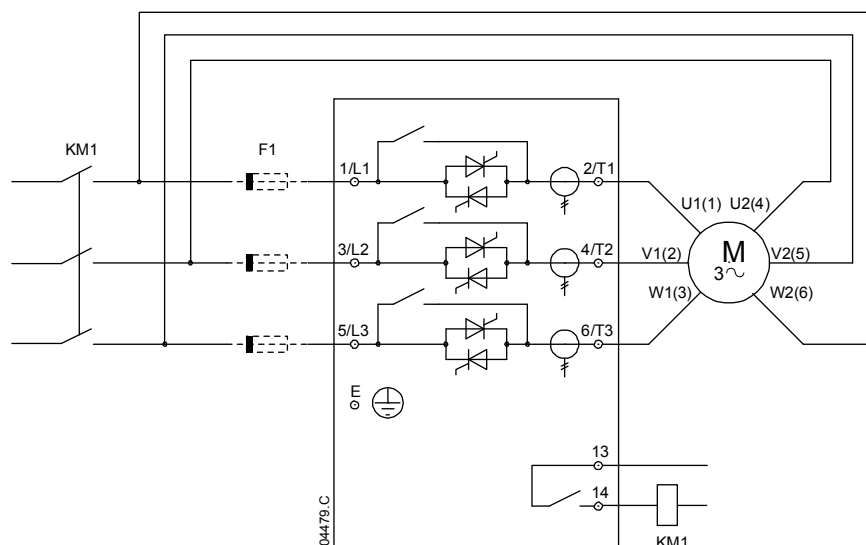 KM1
F1
1/L1
2/T1
3/L2
4/T2
5/L3
6/T3
U1(1)
U2(4)
V1(2)
V2(5)
W1(3)
W2(6)
M
3~
E
13
14
KM1
04479.C